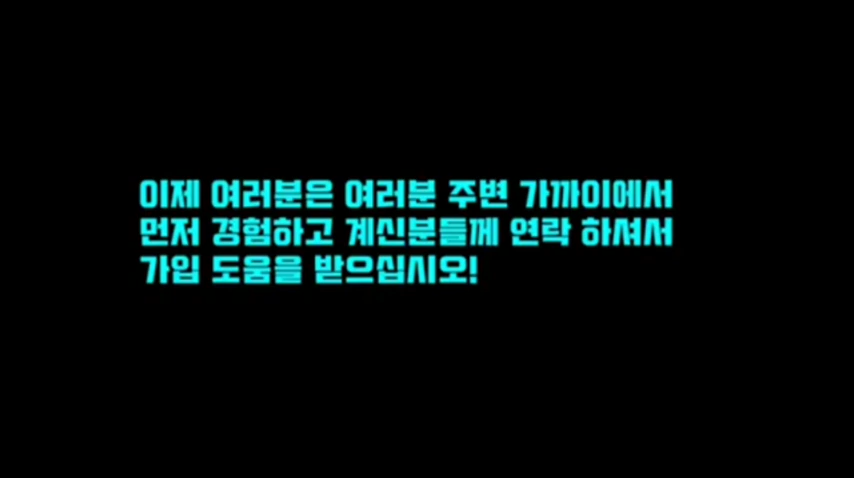 이제 여러분은 여러분 주변 가까이에서
먼저 경험하고 계신분들께 연락 하셔서
가입 도움을 받으십시오!